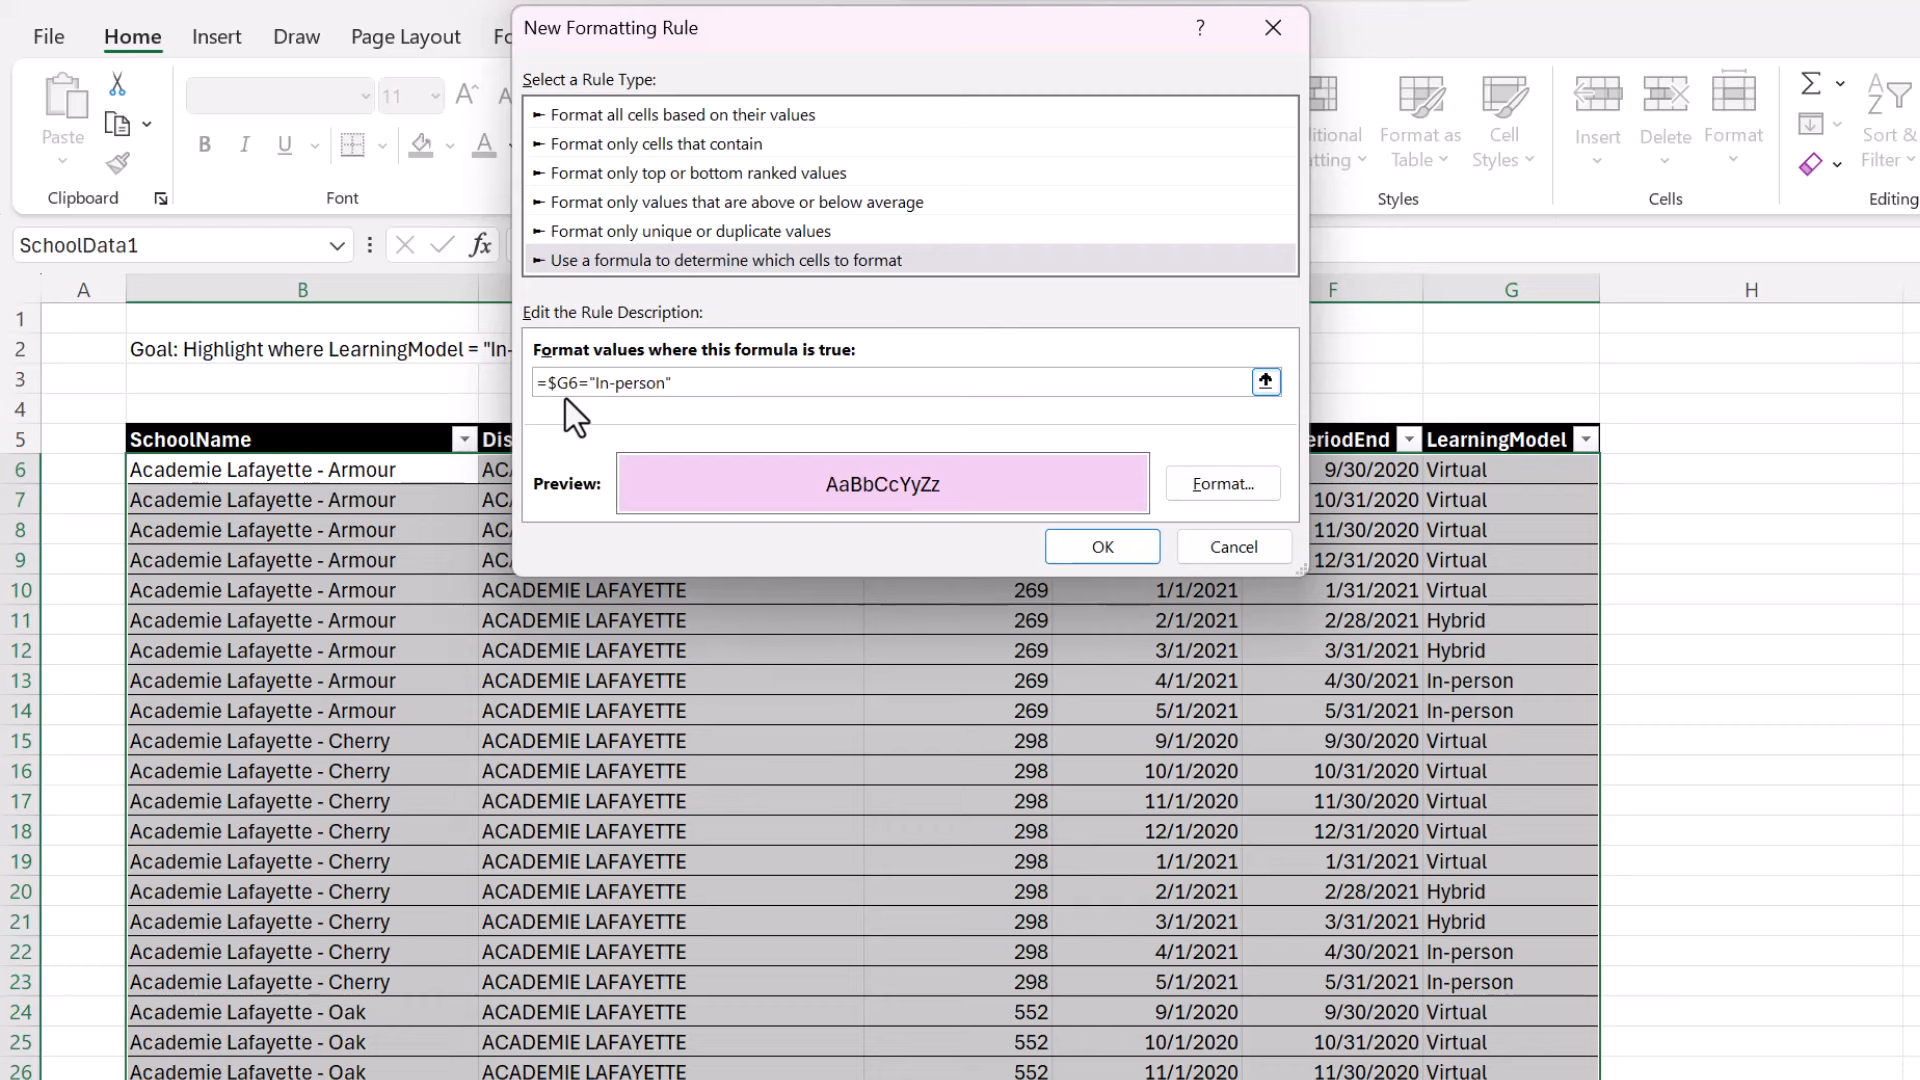 New Formatting Rule ?
File Home Insert Draw Page Layout
Select a Rule Type:
Format all cells based on their values
Format only cells that contain
Format only top or bottom ranked values
Format only values that are above or below average
Format only unique or duplicate values
Use a formula to determine which cells to format
Edit the Rule Description:
Format values where this formula is true:
=$G6="In-person"
Preview: AaBbCcYyZz Format...
OK Cancel
Paste 11 B I U A
Clipboard Font
Format as Table Cell Styles Insert Delete Format Sort & Filter
Styles Cells Editing
SchoolData1 fx
A B F G H
1
2 Goal: Highlight where LearningModel = "In-
3
4
5 SchoolName LearningModel
6 Academie Lafayette - Armour 9/30/2020 Virtual
7 Academie Lafayette - Armour 10/31/2020 Virtual
8 Academie Lafayette - Armour 11/30/2020 Virtual
9 Academie Lafayette - Armour 12/31/2020 Virtual
10 Academie Lafayette - Armour ACADEMIE LAFAYETTE 269 1/1/2021 1/31/2021 Virtual
11 Academie Lafayette - Armour ACADEMIE LAFAYETTE 269 2/1/2021 2/28/2021 Hybrid
12 Academie Lafayette - Armour ACADEMIE LAFAYETTE 269 3/1/2021 3/31/2021 Hybrid
13 Academie Lafayette - Armour ACADEMIE LAFAYETTE 269 4/1/2021 4/30/2021 In-person
14 Academie Lafayette - Armour ACADEMIE LAFAYETTE 269 5/1/2021 5/31/2021 In-person
15 Academie Lafayette - Cherry ACADEMIE LAFAYETTE 298 9/1/2020 9/30/2020 Virtual
16 Academie Lafayette - Cherry ACADEMIE LAFAYETTE 298 10/1/2020 10/31/2020 Virtual
17 Academie Lafayette - Cherry ACADEMIE LAFAYETTE 298 11/1/2020 11/30/2020 Virtual
18 Academie Lafayette - Cherry ACADEMIE LAFAYETTE 298 12/1/2020 12/31/2020 Virtual
19 Academie Lafayette - Cherry ACADEMIE LAFAYETTE 298 1/1/2021 1/31/2021 Virtual
20 Academie Lafayette - Cherry ACADEMIE LAFAYETTE 298 2/1/2021 2/28/2021 Hybrid
21 Academie Lafayette - Cherry ACADEMIE LAFAYETTE 298 3/1/2021 3/31/2021 Hybrid
22 Academie Lafayette - Cherry ACADEMIE LAFAYETTE 298 4/1/2021 4/30/2021 In-person
23 Academie Lafayette - Cherry ACADEMIE LAFAYETTE 298 5/1/2021 5/31/2021 In-person
24 Academie Lafayette - Oak ACADEMIE LAFAYETTE 552 9/1/2020 9/30/2020 Virtual
25 Academie Lafayette - Oak ACADEMIE LAFAYETTE 552 10/1/2020 10/31/2020 Virtual
26 Academie Lafayette - Oak ACADEMIE LAFAYETTE 552 11/1/2020 11/30/2020 Virtual